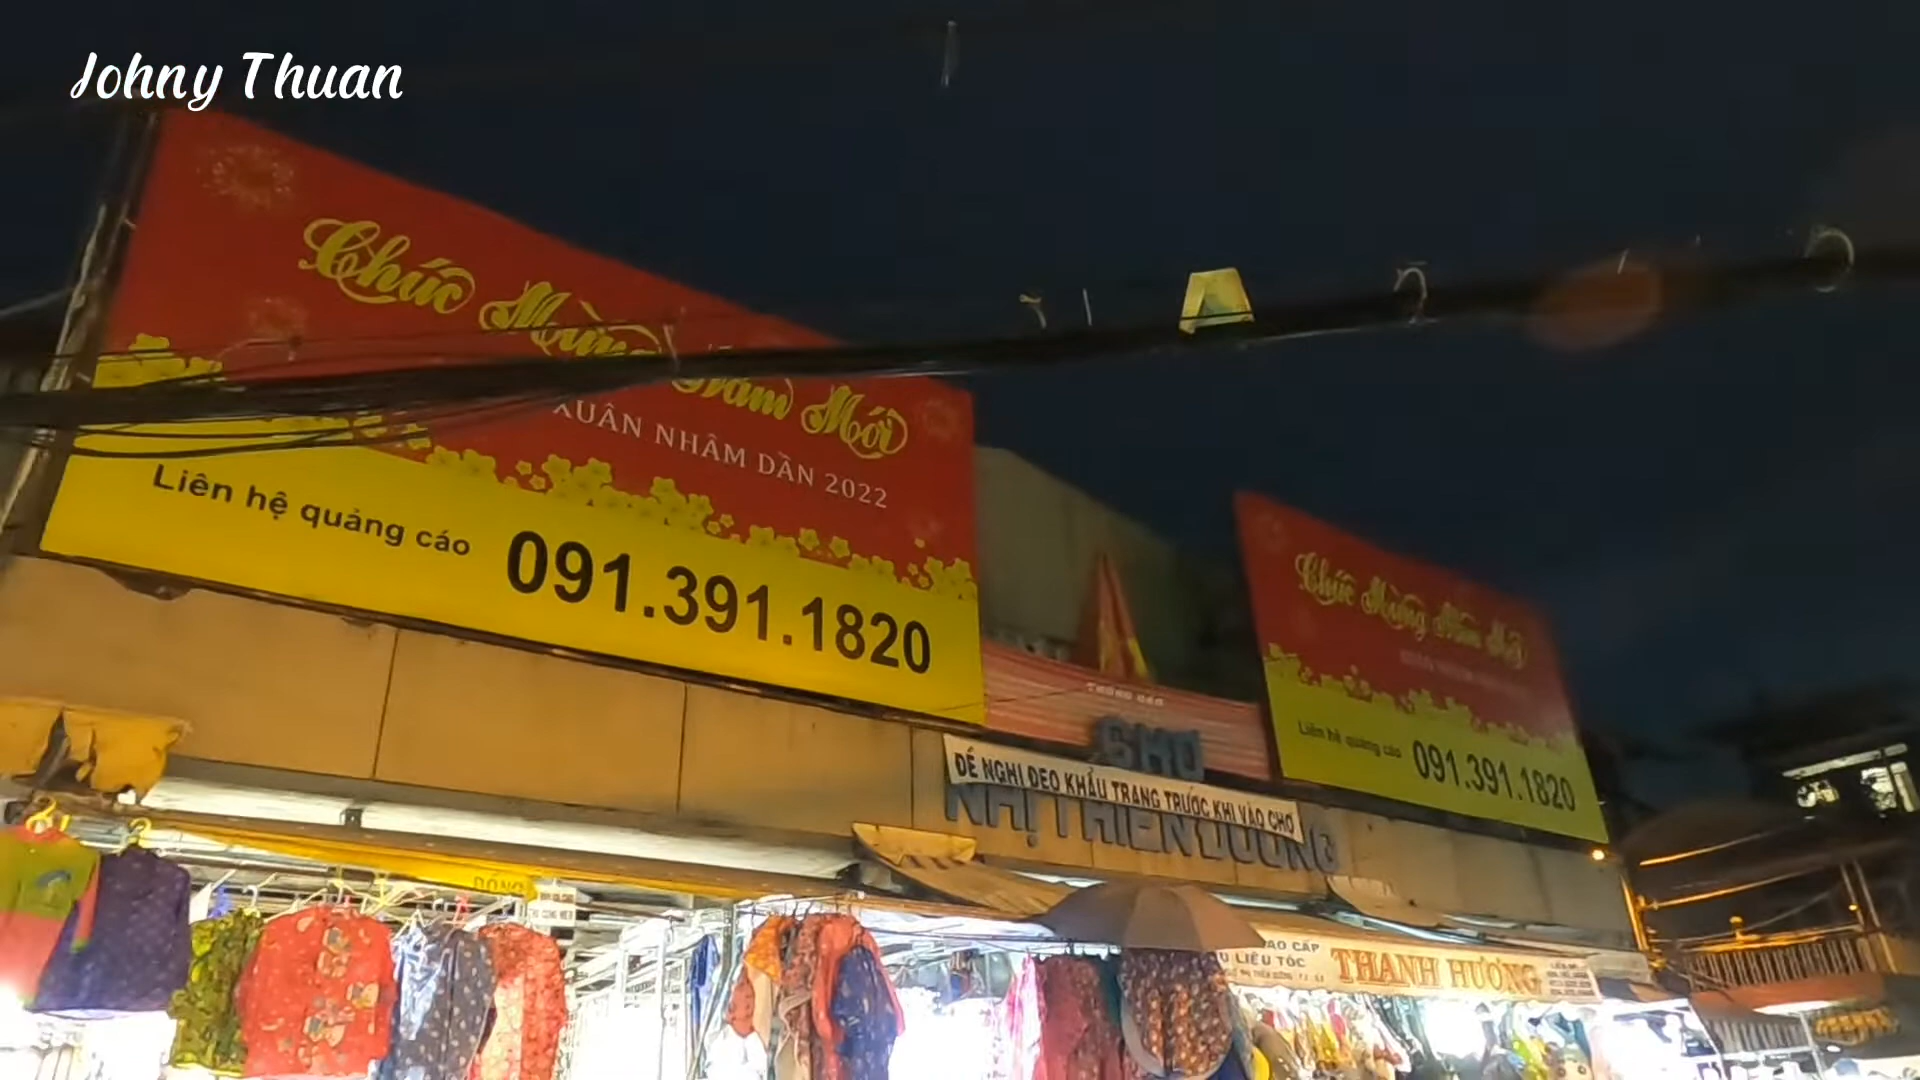 Johny Thuan
Chúc Mừng Năm Mới
XUÂN NHÂM DẦN 2022
Liên hệ quảng cáo 091.391.1820
Chúc Mừng Năm Mới
Liên hệ quảng cáo 091.391.1820
ĐỀ NGHỊ ĐEO KHẨU TRANG TRƯỚC KHI VÀO CHỢ
NHỊ THIÊN ĐƯỜNG
LIỆU TÓC
THANH HƯƠNG